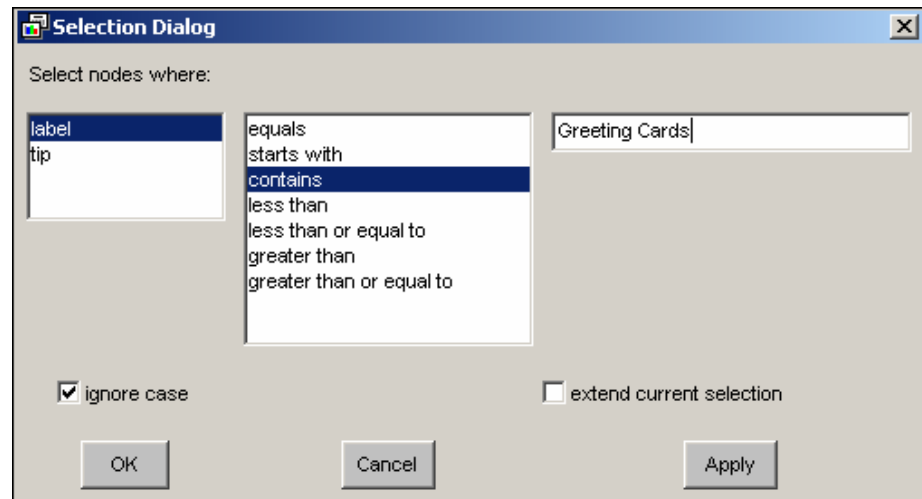 Selection Dialog
Select nodes where:
label
tip
equals
starts with
contains
less than
less than or equal to
greater than
greater than or equal to
Greeting Cards
ignore case
extend current selection
OK
Cancel
Apply